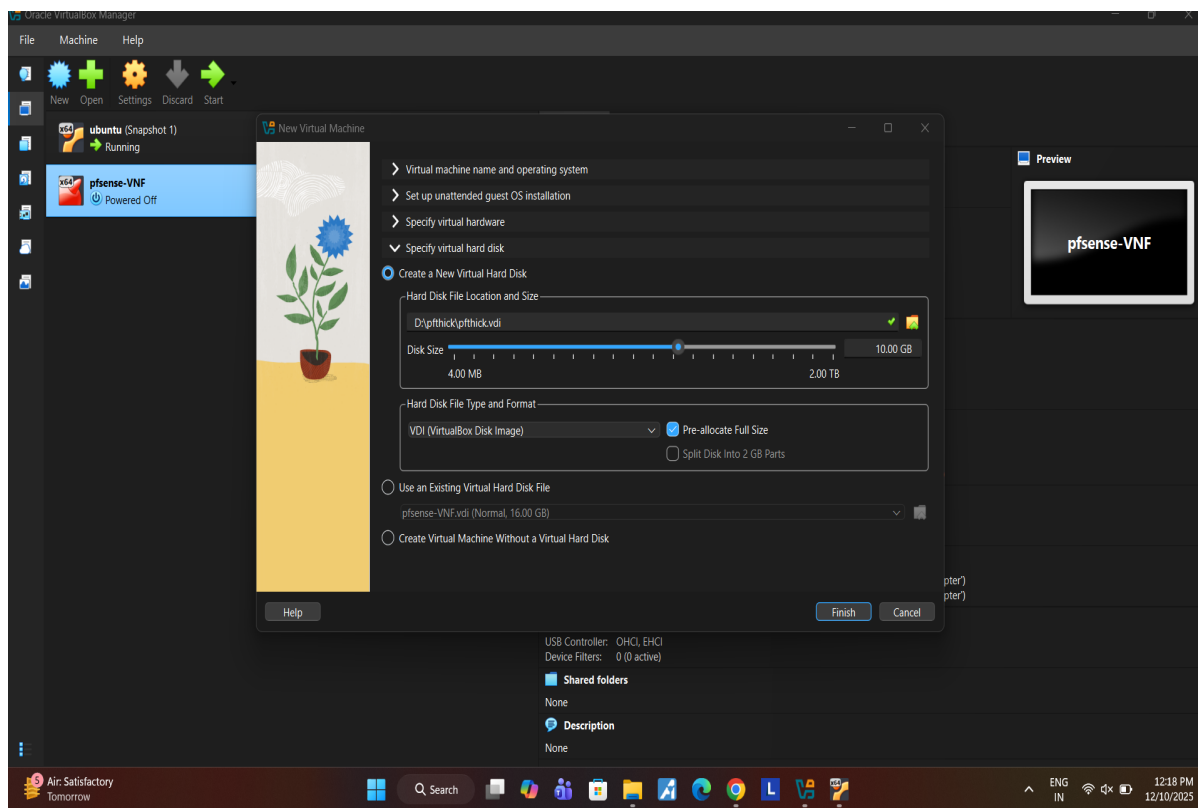 Oracle VirtualBox Manager
File Machine Help
New Open Settings Discard Start
x64 ubuntu (Snapshot 1)
Running
x64 pfsense-VNF
Powered Off
New Virtual Machine
Virtual machine name and operating system
Set up unattended guest OS installation
Specify virtual hardware
Specify virtual hard disk
Create a New Virtual Hard Disk
Hard Disk File Location and Size
D:\pfthick\pfthick.vdi
Disk Size 10.00 GB
4.00 MB 2.00 TB
Hard Disk File Type and Format
VDI (VirtualBox Disk Image) Pre-allocate Full Size
Split Disk Into 2 GB Parts
Use an Existing Virtual Hard Disk File
pfsense-VNF.vdi (Normal, 16.00 GB)
Create Virtual Machine Without a Virtual Hard Disk
Help Finish Cancel
Preview
pfsense-VNF
pter')
pter')
USB Controller: OHCI, EHCI
Device Filters: 0 (0 active)
Shared folders
None
Description
None
5 Air: Satisfactory
Tomorrow
Search
L
x64
ENG
IN
12:18 PM
12/10/2025